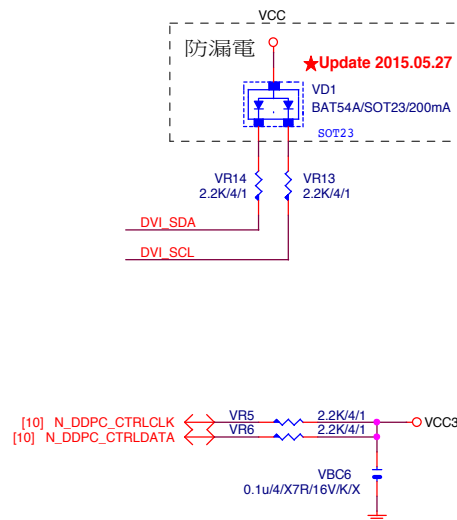 VCC
防漏電
★Update 2015.05.27
VD1
BAT54A/SOT23/200mA
SOT23
VR14
2.2K/4/1
VR13
2.2K/4/1
DVI_SDA
DVI_SCL
[10] N_DDPC_CTRLCLK VR5 2.2K/4/1 VCC3
[10] N_DDPC_CTRLDATA VR6 2.2K/4/1
VBC6
0.1u/4/X7R/16V/K/X